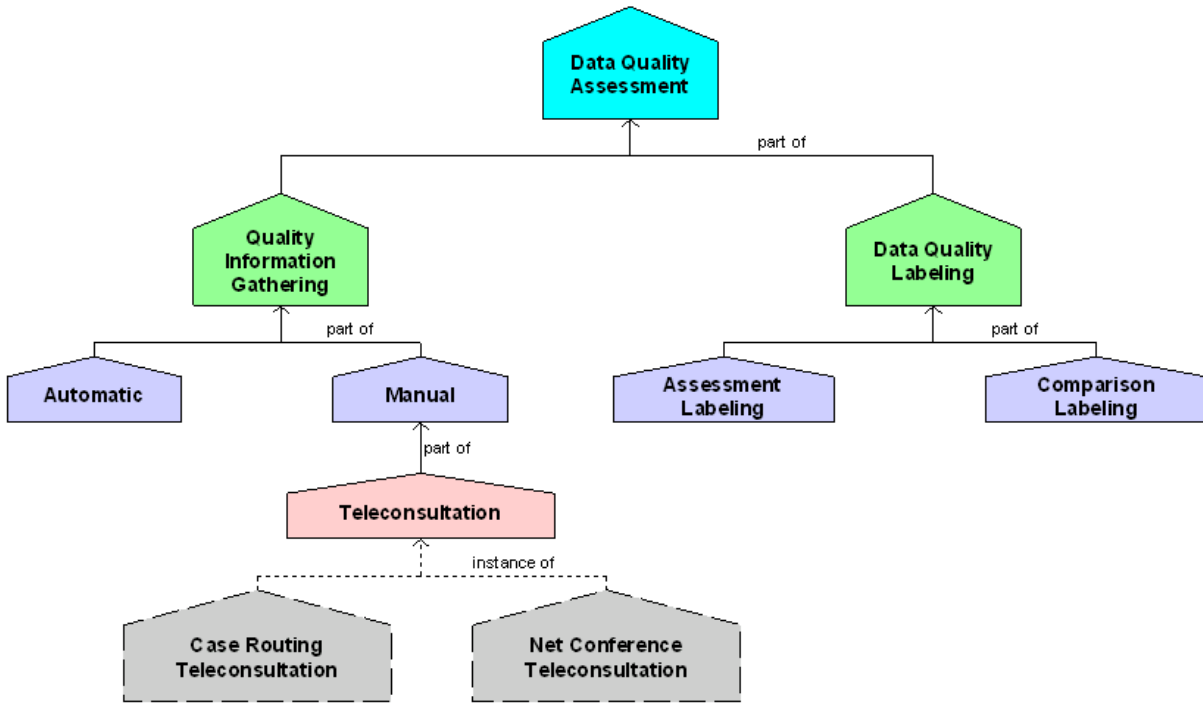 Data Quality
Assessment
part of
Quality
Information
Gathering
Data Quality
Labeling
part of
part of
Automatic
Manual
Assessment
Labeling
Comparison
Labeling
part of
Teleconsultation
instance of
Case Routing
Teleconsultation
Net Conference
Teleconsultation